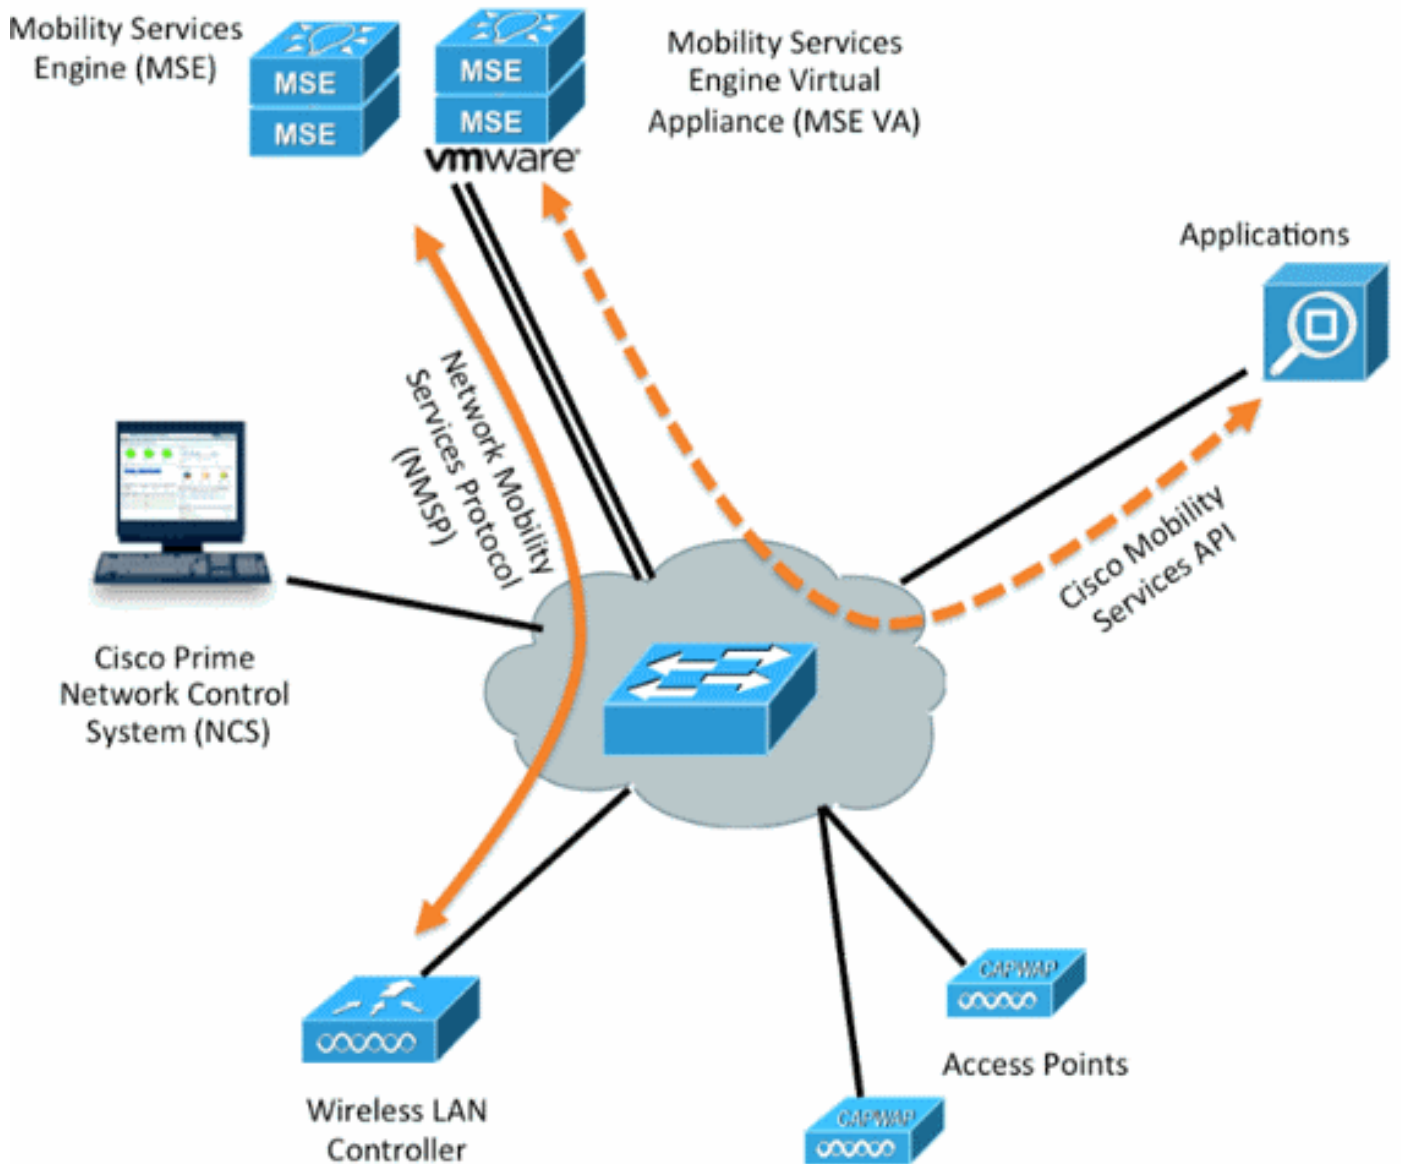 Mobility Services
Engine (MSE)
MSE
MSE
MSE
MSE
vmware
Mobility Services
Engine Virtual
Appliance (MSE VA)
Applications
Network Mobility
Services Protocol
(NMSP)
Cisco Mobility
Services API
Cisco Prime
Network Control
System (NCS)
CAPWAP
Access Points
CAPWAP
Wireless LAN
Controller